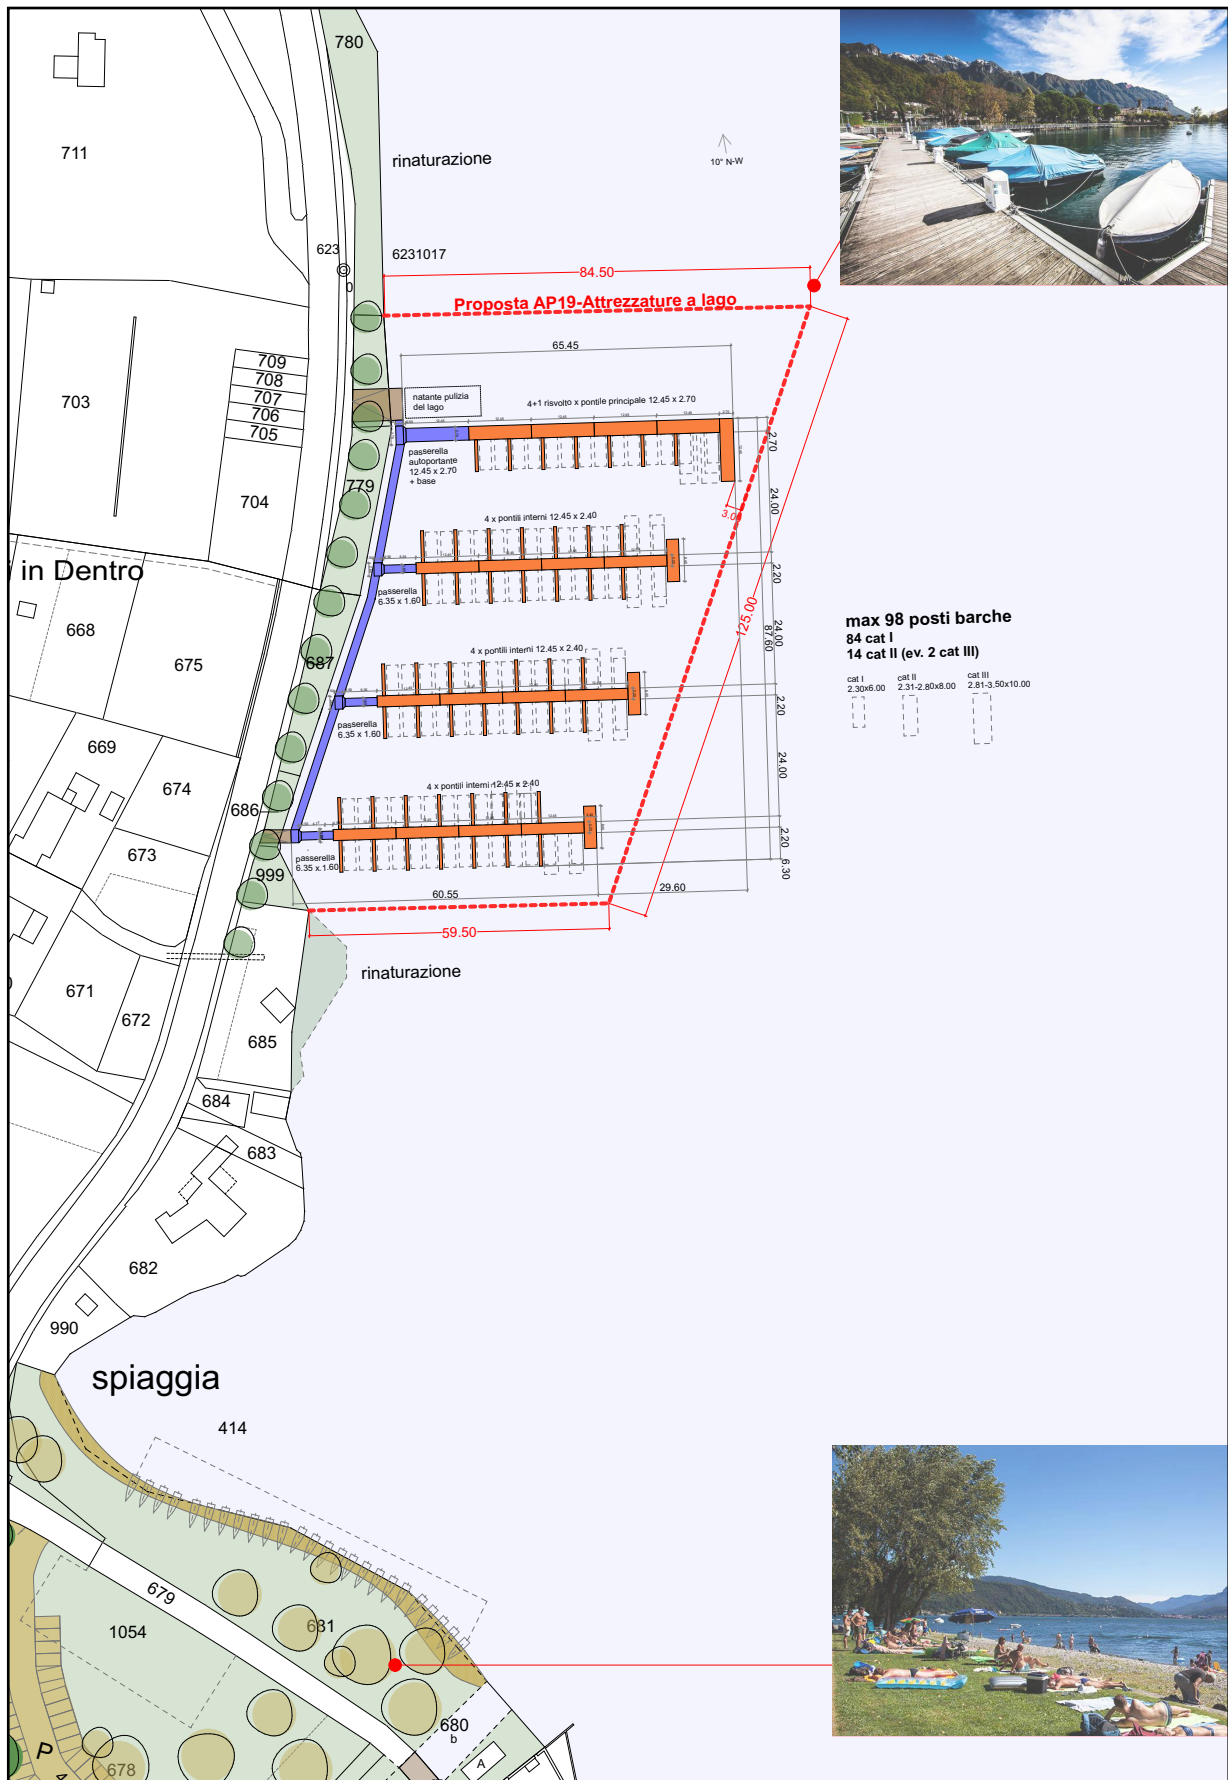 780
711
rinaturazione
10° N-W
623
0
6231017
84.50
Proposta AP19-Attrezzature a lago
65.45
709
708
707
706
705
703
704
natante pulizia
del lago
4+1 risvolto x pontile principale 12.45 x 2.70
passerella
autoportante
12.45 x 2.70
+ base
2.70
779
24.00
3.00
4 x pontili interni 12.45 x 2.40
in Dentro
passerella
6.35 x 1.60
2.20
668
675
125.00
24.00
87.60
max 98 posti barche
84 cat I
14 cat II (ev. 2 cat III)
687
4 x pontili interni 12.45 x 2.40
cat I
2.30x6.00
cat II
2.31-2.80x8.00
cat III
2.81-3.50x10.00
2.20
passerella
6.35 x 1.60
669
674
24.00
4 x pontili interni 12.45 x 2.40
686
2.20
673
passerella
6.35 x 1.60
6.30
999
60.55
29.60
59.50
rinaturazione
671
672
685
684
683
682
990
spiaggia
414
679
1054
631
680
b
P
678
A